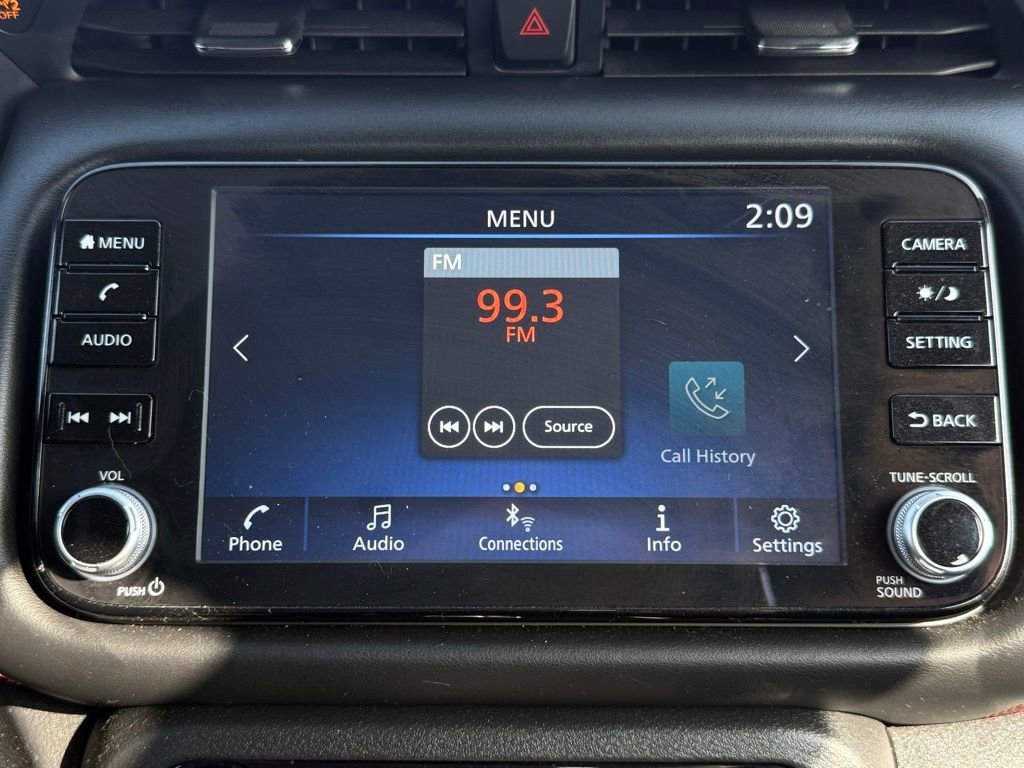 OFF
MENU
2:09
FM
99.3
FM
Source
Call History
Phone
Audio
Connections
Info
Settings
MENU
AUDIO
VOL
PUSH
CAMERA
SETTING
BACK
TUNE-SCROLL
PUSH
SOUND